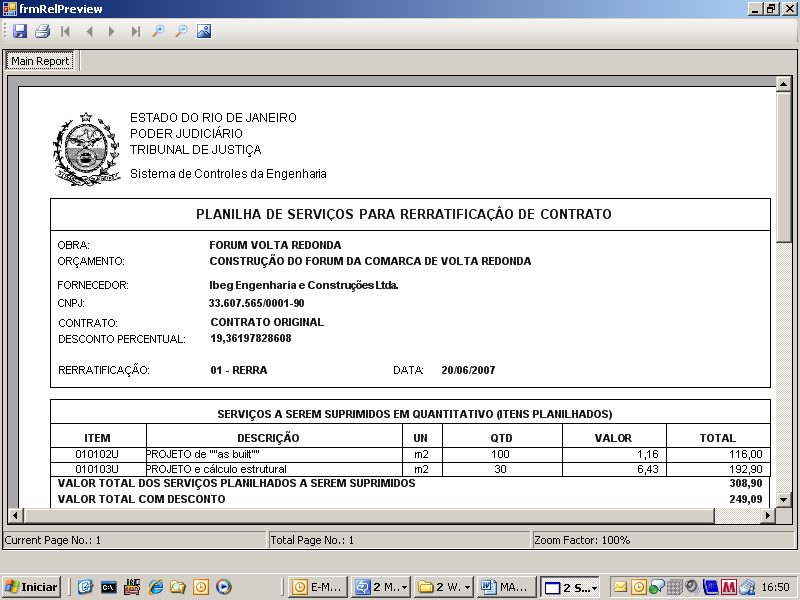 frmRelPreview
Main Report
ESTADO DO RIO DE JANEIRO
PODER JUDICIÁRIO
TRIBUNAL DE JUSTIÇA
Sistema de Controles da Engenharia
PLANILHA DE SERVIÇOS PARA RERRATIFICAÇÂO DE CONTRATO
OBRA: FORUM VOLTA REDONDA
ORÇAMENTO: CONSTRUÇÃO DO FORUM DA COMARCA DE VOLTA REDONDA
FORNECEDOR: Ibeg Engenharia e Construções Ltda.
CNPJ: 33.607.565/0001-90
CONTRATO: CONTRATO ORIGINAL
DESCONTO PERCENTUAL: 19,36197828608
RERRATIFICAÇÃO: 01 - RERRA DATA: 20/06/2007
SERVIÇOS A SEREM SUPRIMIDOS EM QUANTITATIVO (ITENS PLANILHADOS)
ITEM DESCRIÇÃO UN QTD VALOR TOTAL
010102U PROJETO de ""as built"" m2 100 1,16 116,00
010103U PROJETO e cálculo estrutural m2 30 6,43 192,90
VALOR TOTAL DOS SERVIÇOS PLANILHADOS A SEREM SUPRIMIDOS 308,90
VALOR TOTAL COM DESCONTO 249,09
Current Page No.: 1 Total Page No.: 1 Zoom Factor: 100%
Iniciar E-M... 2 M... 2 W... MA... 2 S... 16:50